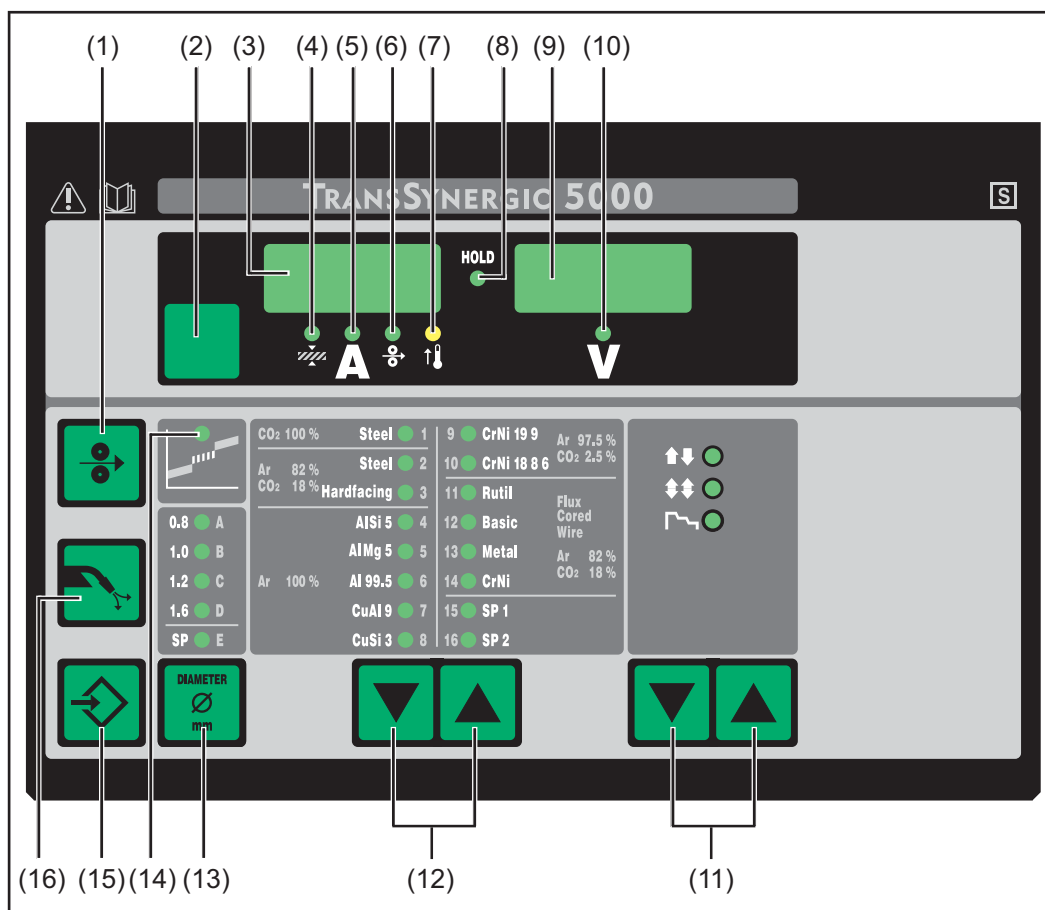 (1) (2) (3) (4) (5) (6) (7) (8) (9) (10)
TRANSSYNERGIC 5000
S
HOLD
A
V
CO2 100 % Steel 1
Ar 82 % Steel 2
CO2 18 % Hardfacing 3
AlSi 5 4
AlMg 5 5
Ar 100 % Al 99.5 6
CuAl 9 7
CuSi 3 8
9 CrNi 19 9 Ar 97.5 %
10 CrNi 18 8 6 CO2 2.5 %
11 Rutil Flux
12 Basic Cored
Wire
13 Metal Ar 82 %
14 CrNi CO2 18 %
15 SP 1
16 SP 2
0.8 A
1.0 B
1.2 C
1.6 D
SP E
DIAMETER
Ø
mm
(16) (15) (14) (13) (12) (11)